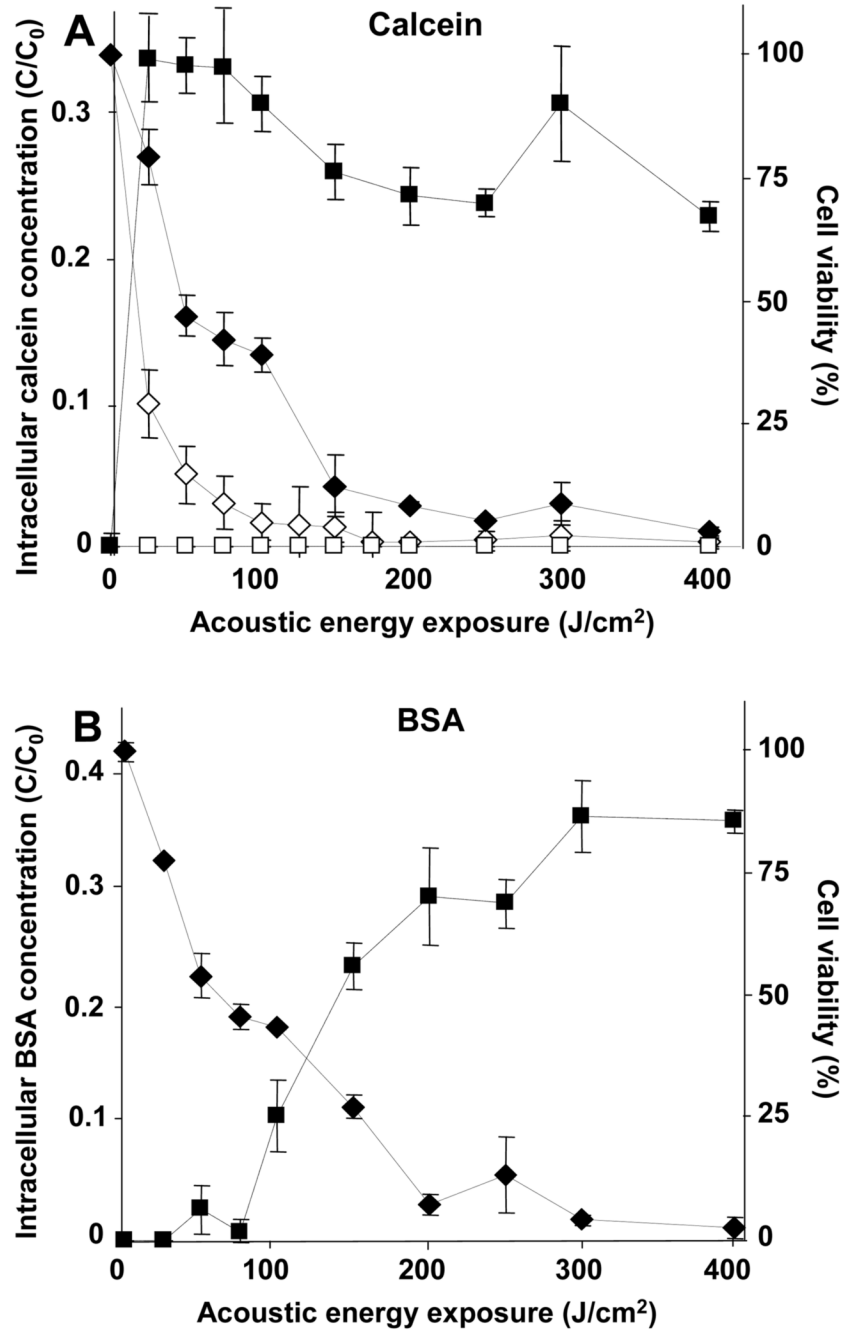 A
Calcein
Intracellular calcein concentration (C/C₀)
0.3
0.2
0.1
0
100
75
50
25
0
Cell viability (%)
0 100 200 300 400
Acoustic energy exposure (J/cm²)
B
BSA
Intracellular BSA concentration (C/C₀)
0.4
0.3
0.2
0.1
0
100
75
50
25
0
Cell viability (%)
0 100 200 300 400
Acoustic energy exposure (J/cm²)